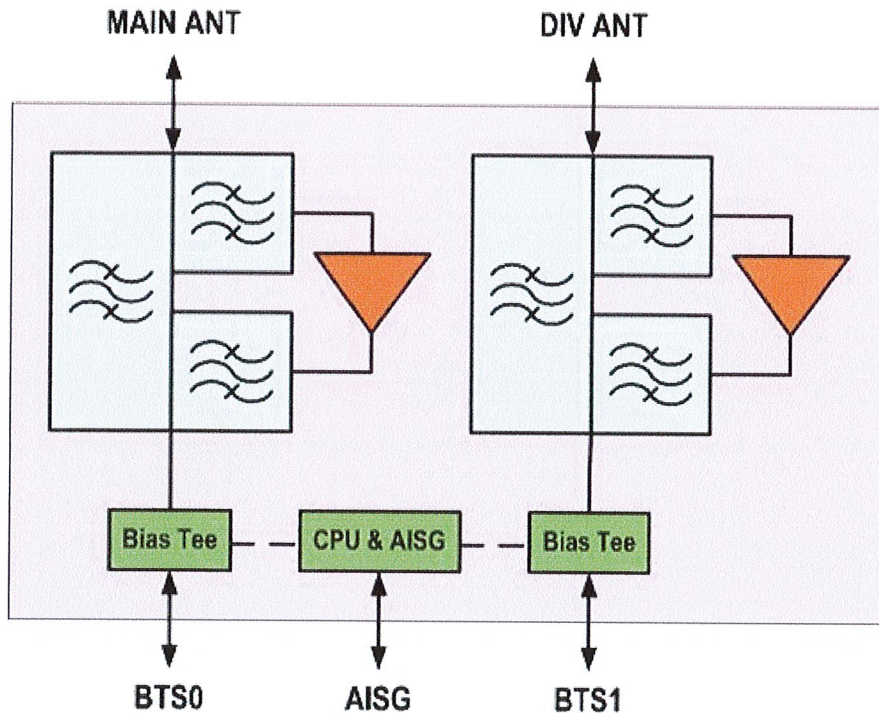 MAIN ANT
DIV ANT
Bias Tee
CPU & AISG
Bias Tee
BTS0
AISG
BTS1